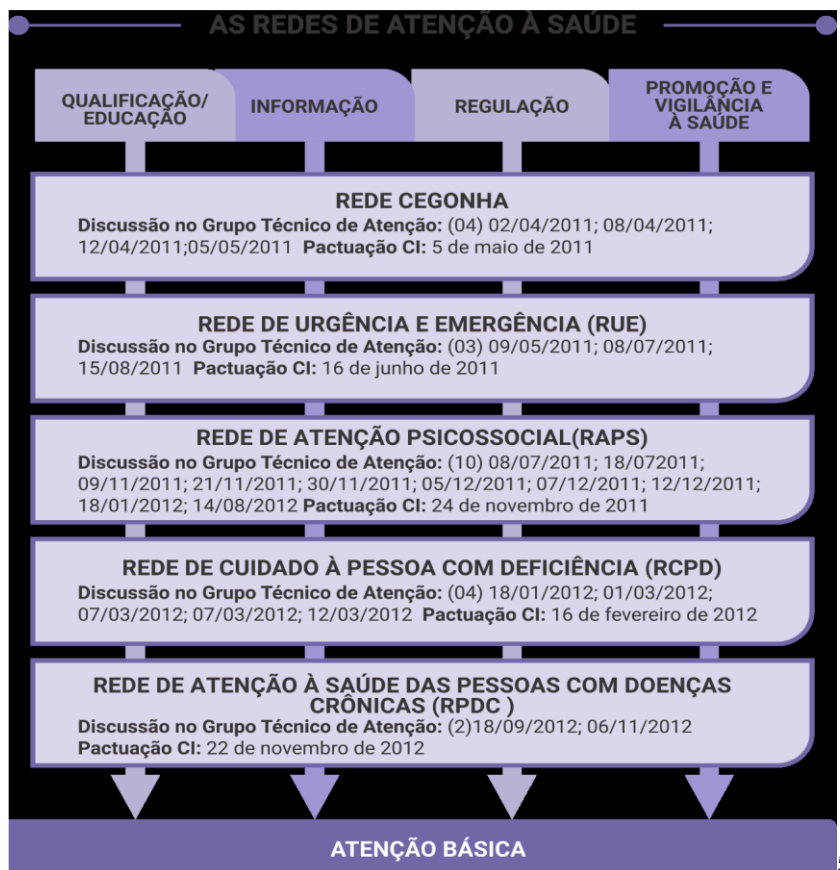 AS REDES DE ATENÇÃO À SAÚDE
QUALIFICAÇÃO/
EDUCAÇÃO
INFORMAÇÃO
REGULAÇÃO
PROMOÇÃO E
VIGILÂNCIA
À SAÚDE
REDE CEGONHA
Discussão no Grupo Técnico de Atenção: (04) 02/04/2011; 08/04/2011;
12/04/2011;05/05/2011 Pactuação CI: 5 de maio de 2011
REDE DE URGÊNCIA E EMERGÊNCIA (RUE)
Discussão no Grupo Técnico de Atenção: (03) 09/05/2011; 08/07/2011;
15/08/2011 Pactuação CI: 16 de junho de 2011
REDE DE ATENÇÃO PSICOSSOCIAL(RAPS)
Discussão no Grupo Técnico de Atenção: (10) 08/07/2011; 18/072011;
09/11/2011; 21/11/2011; 30/11/2011; 05/12/2011; 07/12/2011; 12/12/2011;
18/01/2012; 14/08/2012 Pactuação CI: 24 de novembro de 2011
REDE DE CUIDADO À PESSOA COM DEFICIÊNCIA (RCPD)
Discussão no Grupo Técnico de Atenção: (04) 18/01/2012; 01/03/2012;
07/03/2012; 07/03/2012; 12/03/2012 Pactuação CI: 16 de fevereiro de 2012
REDE DE ATENÇÃO À SAÚDE DAS PESSOAS COM DOENÇAS
CRÔNICAS (RPDC )
Discussão no Grupo Técnico de Atenção: (2)18/09/2012; 06/11/2012
Pactuação CI: 22 de novembro de 2012
ATENÇÃO BÁSICA